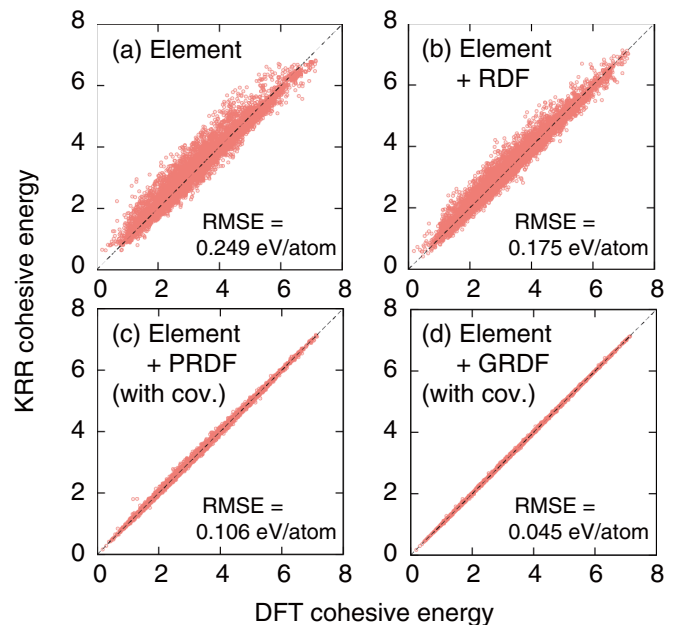 KRR cohesive energy
8
6
4
2
0
(a) Element
RMSE =
0.249 eV/atom
0 2 4 6 8
8
6
4
2
0
(b) Element
+ RDF
RMSE =
0.175 eV/atom
0 2 4 6 8
8
6
4
2
0
(c) Element
+ PRDF
(with cov.)
RMSE =
0.106 eV/atom
0 2 4 6 8
8
6
4
2
0
(d) Element
+ GRDF
(with cov.)
RMSE =
0.045 eV/atom
0 2 4 6 8
DFT cohesive energy